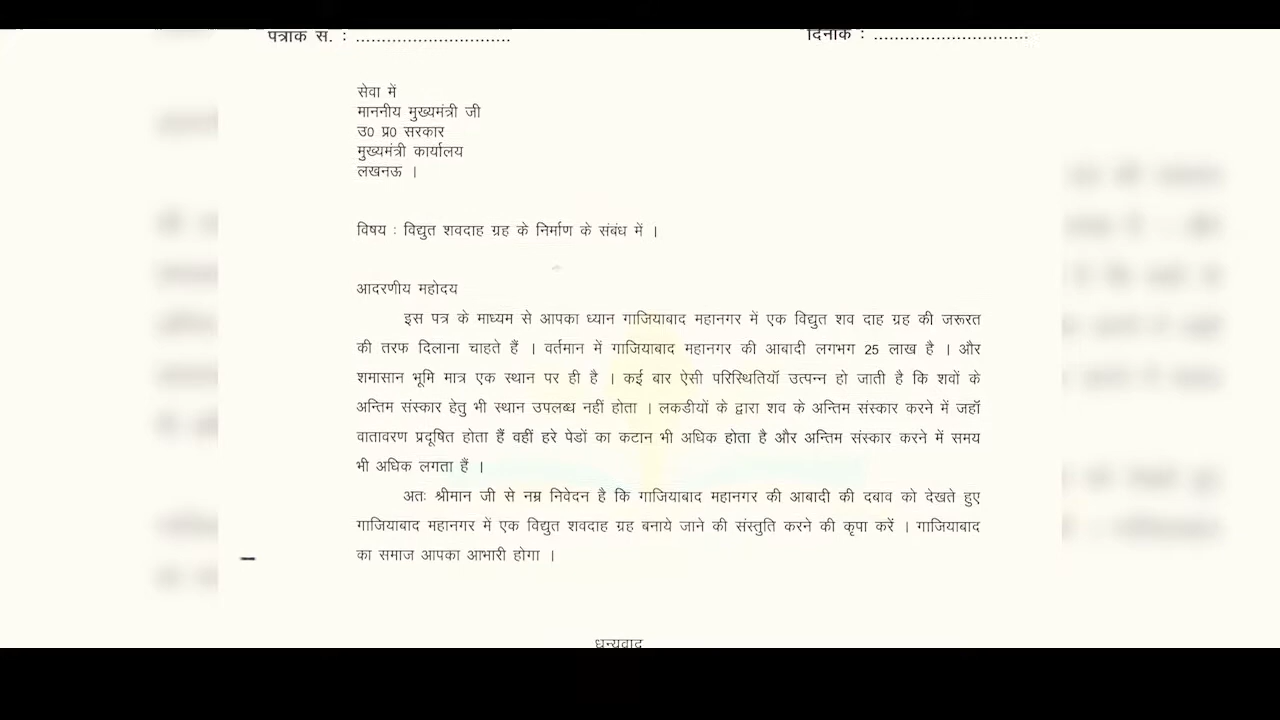 पत्राक स. : ..............................
दिनांक : ..............................
सेवा में
माननीय मुख्यमंत्री जी
उ0 प्र0 सरकार
मुख्यमंत्री कार्यालय
लखनऊ ।
विषय : विद्युत शवदाह ग्रह के निर्माण के संबंध में ।
आदरणीय महोदय
इस पत्र के माध्यम से आपका ध्यान गाजियाबाद महानगर में एक विद्युत शव दाह ग्रह की जरूरत
की तरफ दिलाना चाहते हैं । वर्तमान में गाजियाबाद महानगर की आबादी लगभग 25 लाख है । और
शमासान भूमि मात्र एक स्थान पर ही है । कई बार ऐसी परिस्थितियॉ उत्पन्न हो जाती है कि शवों के
अन्तिम संस्कार हेतु भी स्थान उपलब्ध नहीं होता । लकडीयों के द्वारा शव के अन्तिम संस्कार करने में जहॉ
वातावरण प्रदूषित होता हैं वहीं हरे पेडों का कटान भी अधिक होता है और अन्तिम संस्कार करने में समय
भी अधिक लगता हैं ।
अतः श्रीमान जी से नम्र निवेदन है कि गाजियाबाद महानगर की आबादी की दबाव को देखते हुए
गाजियाबाद महानगर में एक विद्युत शवदाह ग्रह बनाये जाने की संस्तुति करने की कृपा करें । गाजियाबाद
का समाज आपका आभारी होगा ।
धन्यवाद